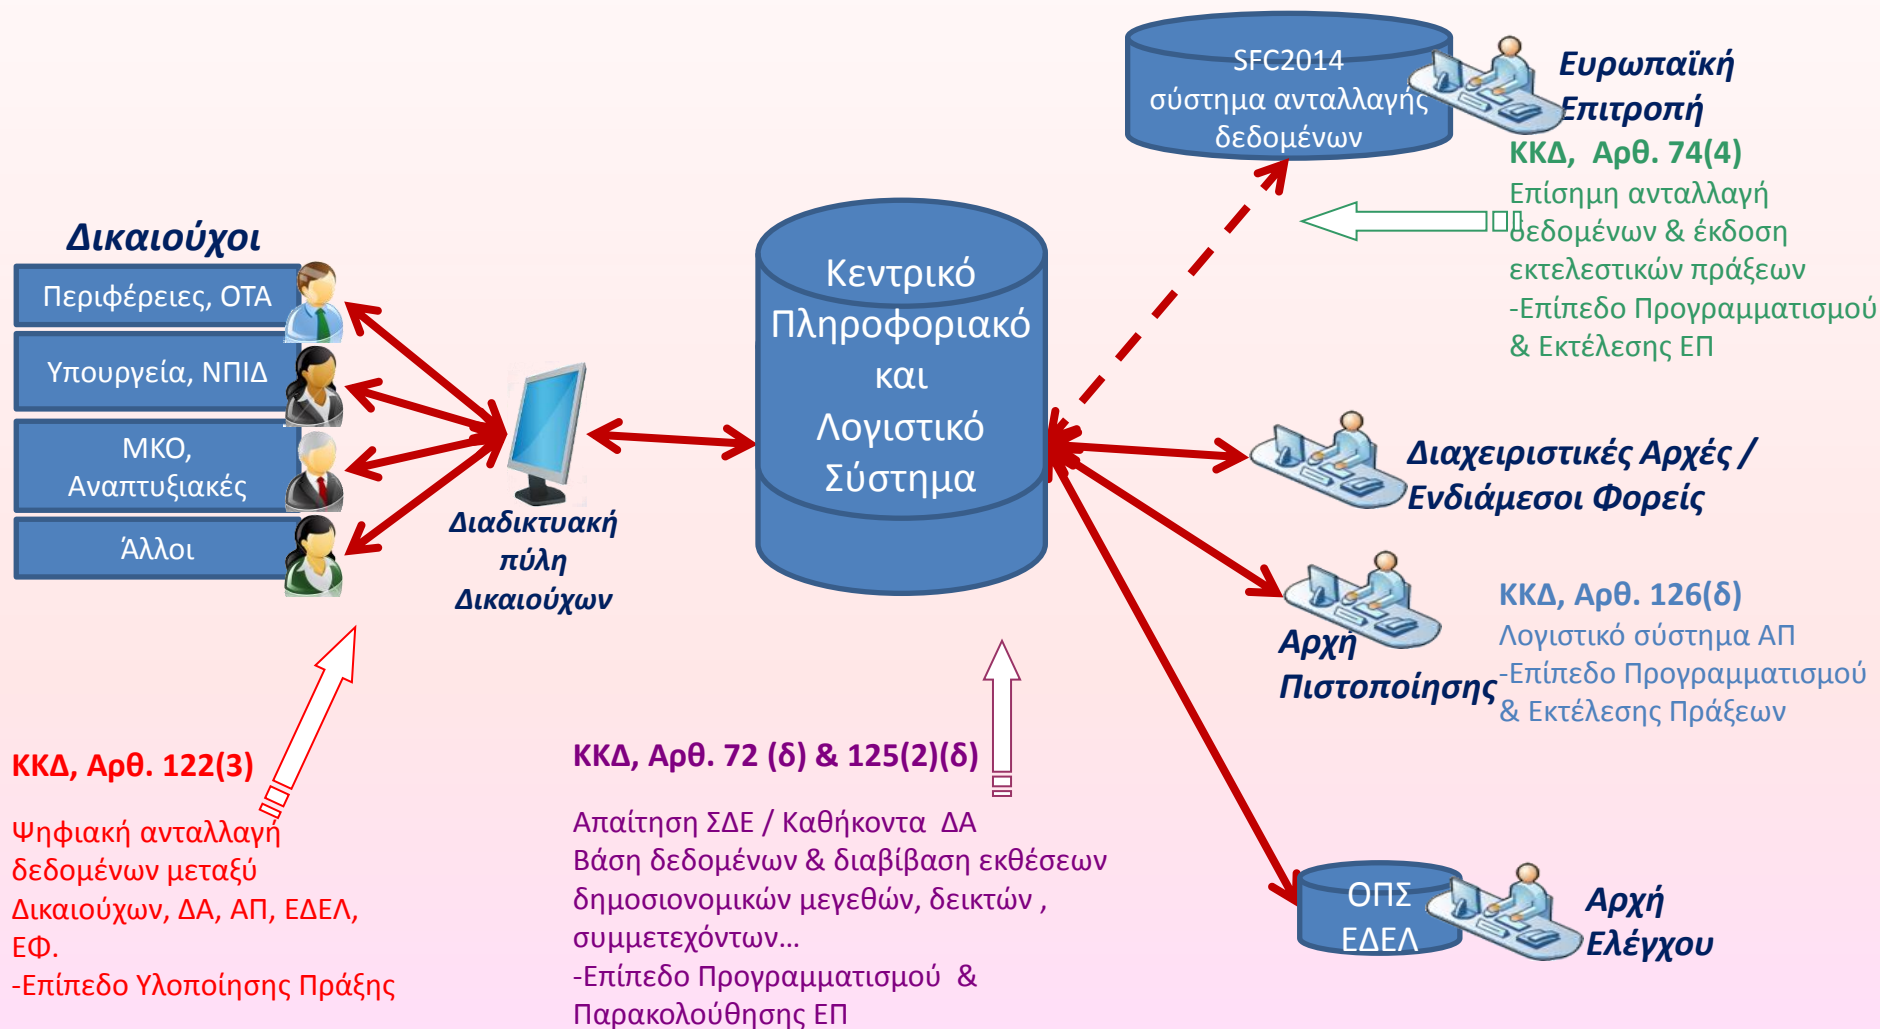 SFC2014
σύστημα ανταλλαγής
δεδομένων
Ευρωπαϊκή
Επιτροπή
ΚΚΔ, Αρθ. 74(4)
Επίσημη ανταλλαγή
δεδομένων & έκδοση
εκτελεστικών πράξεων
-Επίπεδο Προγραμματισμού
& Εκτέλεσης ΕΠ
Δικαιούχοι
Περιφέρειες, ΟΤΑ
Υπουργεία, ΝΠΙΔ
ΜΚΟ,
Αναπτυξιακές
Άλλοι
Διαδικτυακή
πύλη
Δικαιούχων
Κεντρικό
Πληροφοριακό
και
Λογιστικό
Σύστημα
Διαχειριστικές Αρχές /
Ενδιάμεσοι Φορείς
Αρχή
Πιστοποίησης
ΚΚΔ, Αρθ. 126(δ)
Λογιστικό σύστημα ΑΠ
-Επίπεδο Προγραμματισμού
& Εκτέλεσης Πράξεων
ΚΚΔ, Αρθ. 122(3)
Ψηφιακή ανταλλαγή
δεδομένων μεταξύ
Δικαιούχων, ΔΑ, ΑΠ, ΕΔΕΛ,
ΕΦ.
-Επίπεδο Υλοποίησης Πράξης
ΚΚΔ, Αρθ. 72 (δ) & 125(2)(δ)
Απαίτηση ΣΔΕ / Καθήκοντα ΔΑ
Βάση δεδομένων & διαβίβαση εκθέσεων
δημοσιονομικών μεγεθών, δεικτών ,
συμμετεχόντων...
-Επίπεδο Προγραμματισμού &
Παρακολούθησης ΕΠ
ΟΠΣ
ΕΔΕΛ
Αρχή
Ελέγχου